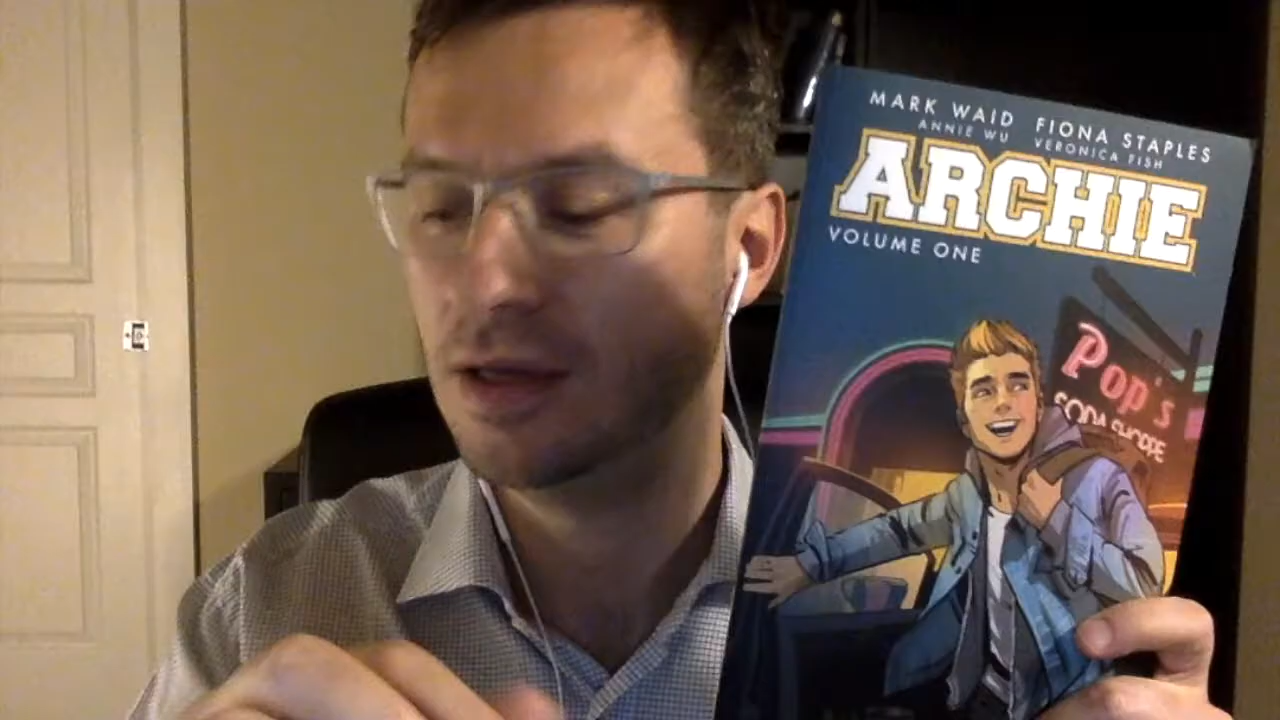 MARK WAID FIONA STAPLES
ANNIE WU VERONICA FISH
ARCHIE
VOLUME ONE
Pop's
SODA SHOPPE